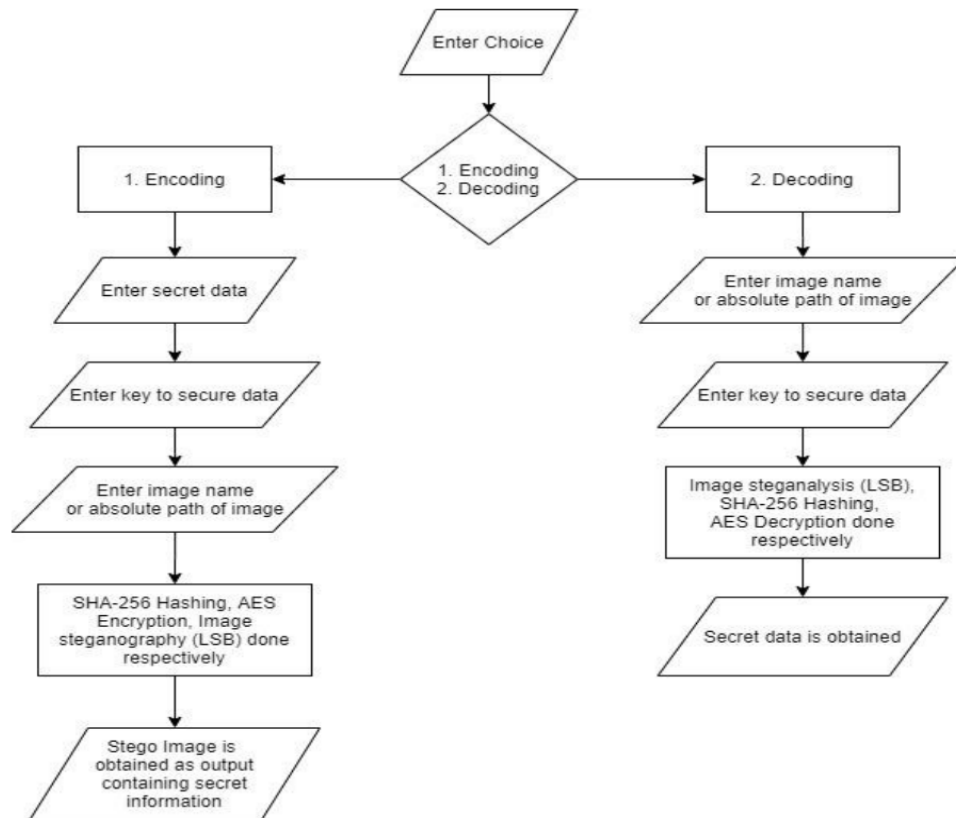 Enter Choice
1. Encoding
2. Decoding
1. Encoding
Enter secret data
Enter key to secure data
Enter image name
or absolute path of image
SHA-256 Hashing, AES
Encryption, Image
steganography (LSB) done
respectively
Stego Image is
obtained as output
containing secret
information
2. Decoding
Enter image name
or absolute path of image
Enter key to secure data
Image steganalysis (LSB),
SHA-256 Hashing,
AES Decryption done
respectively
Secret data is obtained